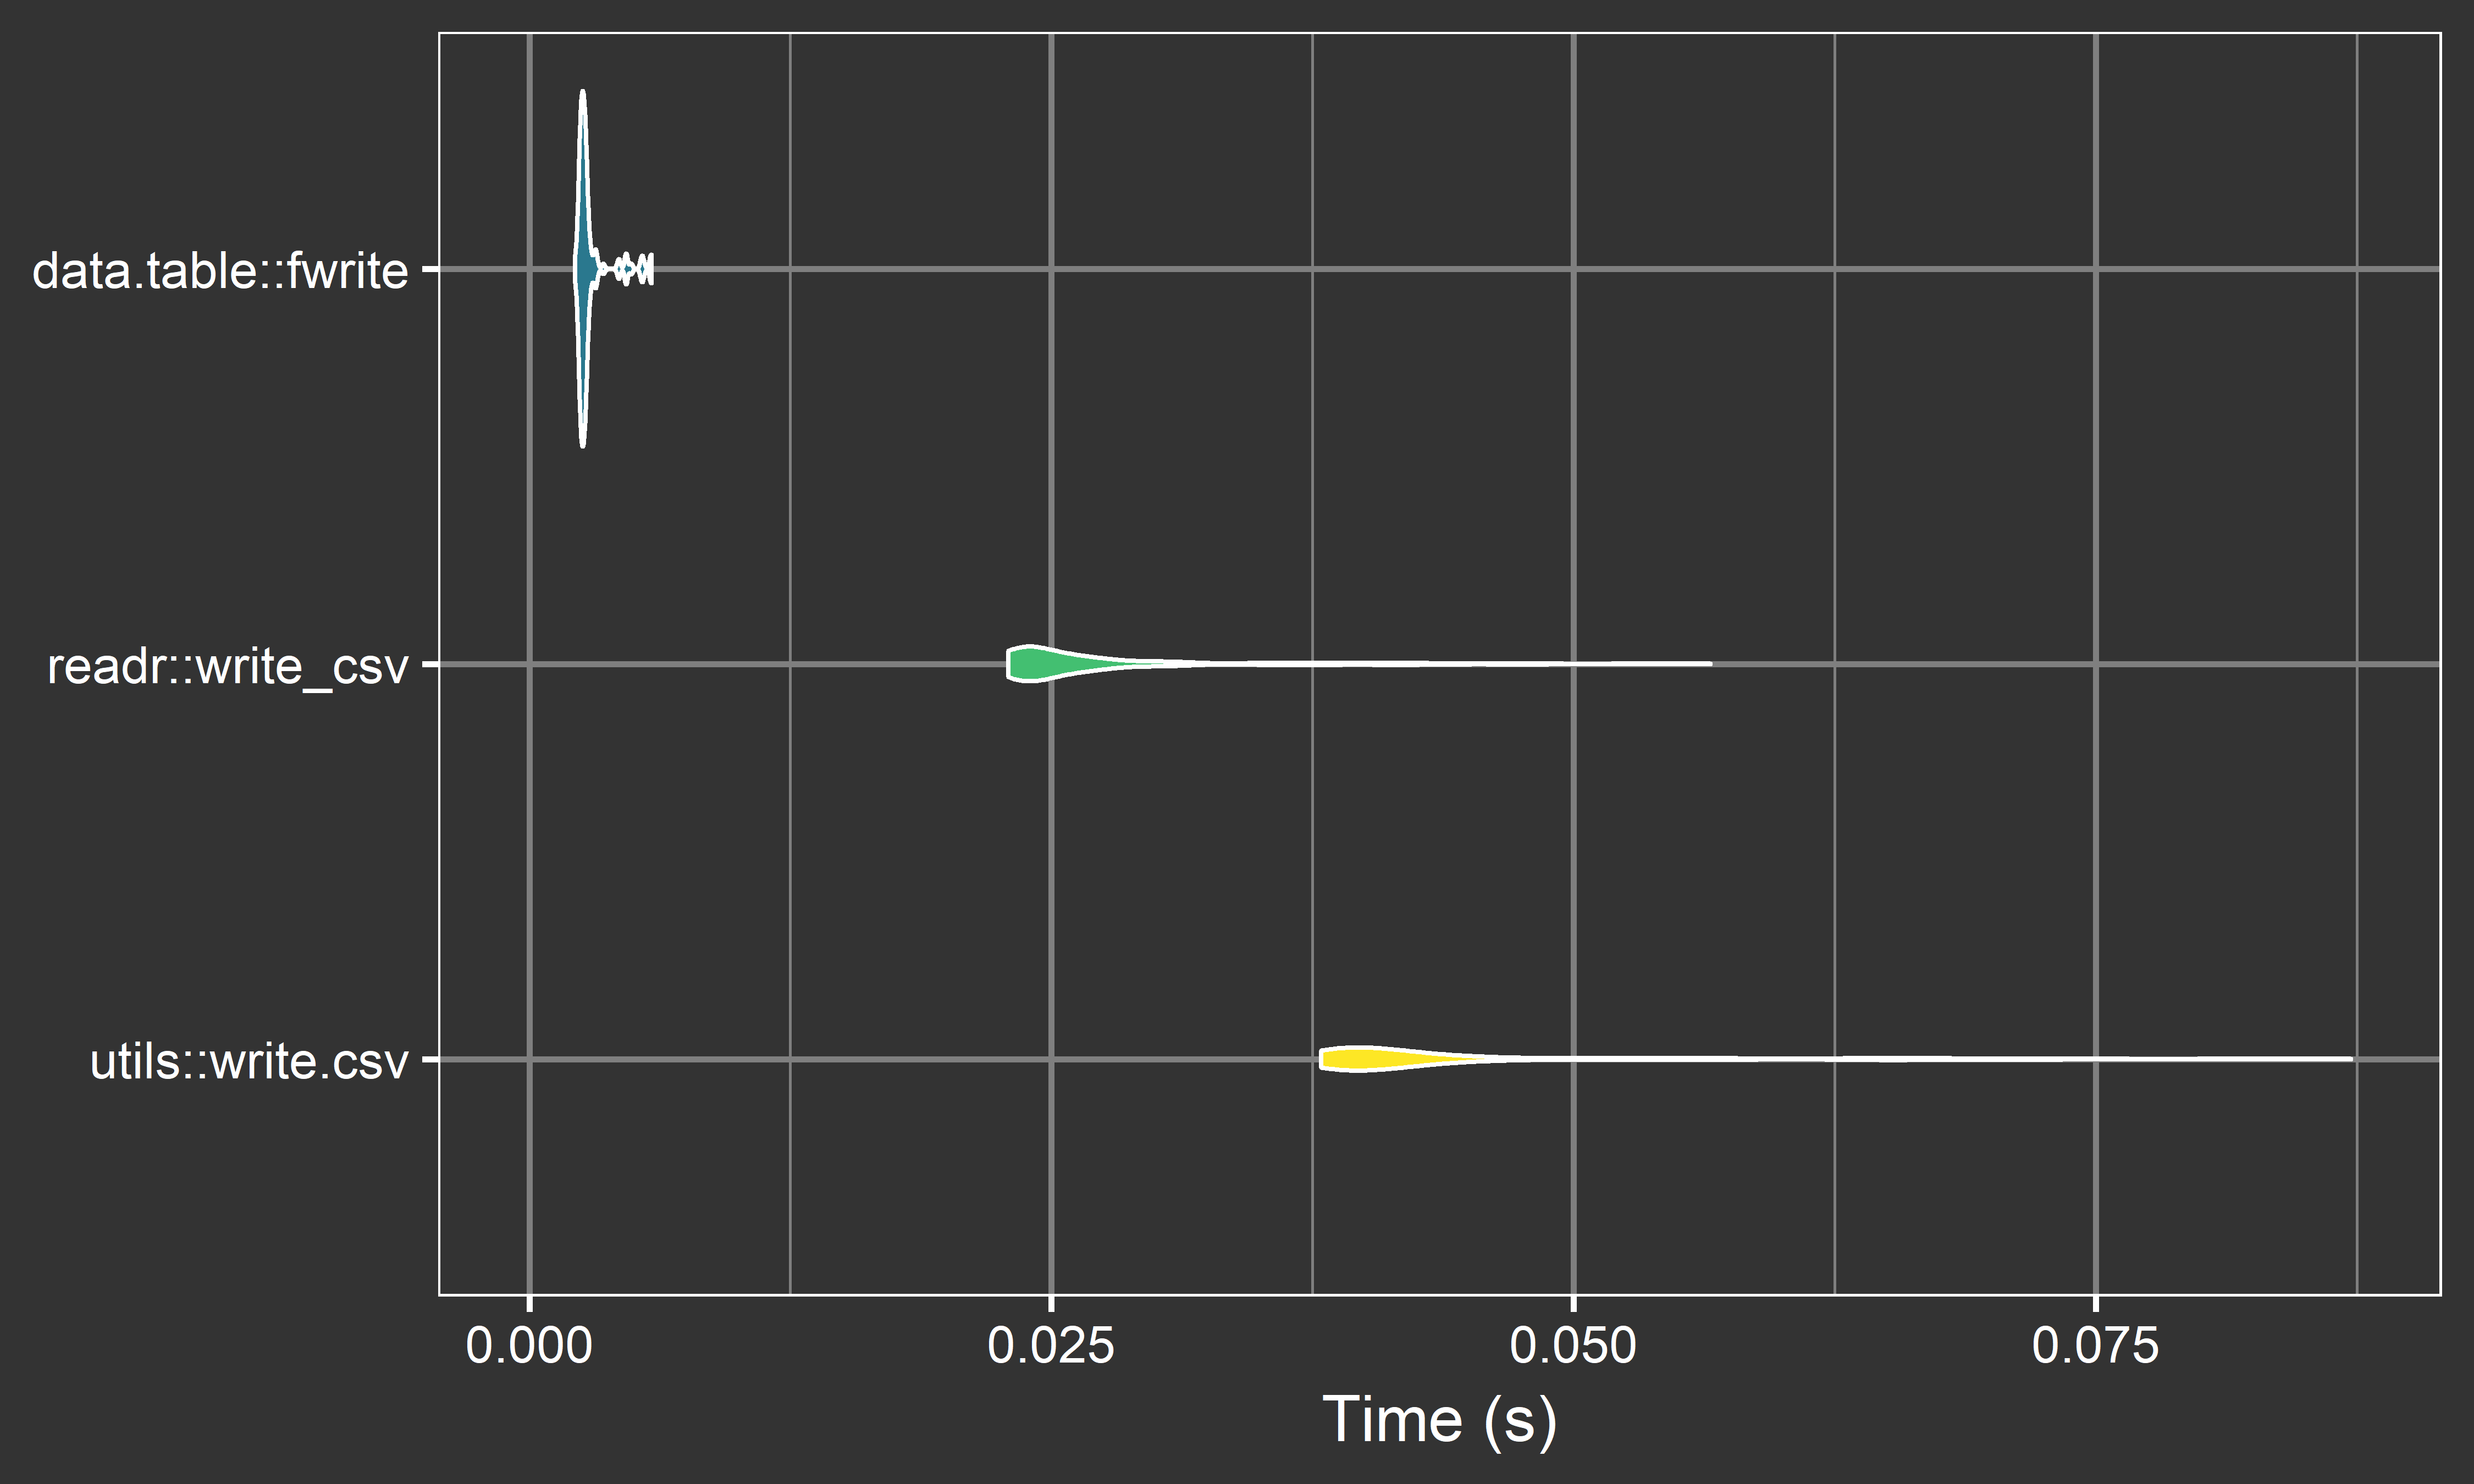 data.table::fwrite
readr::write_csv
utils::write.csv
0.000 0.025 0.050 0.075
Time (s)